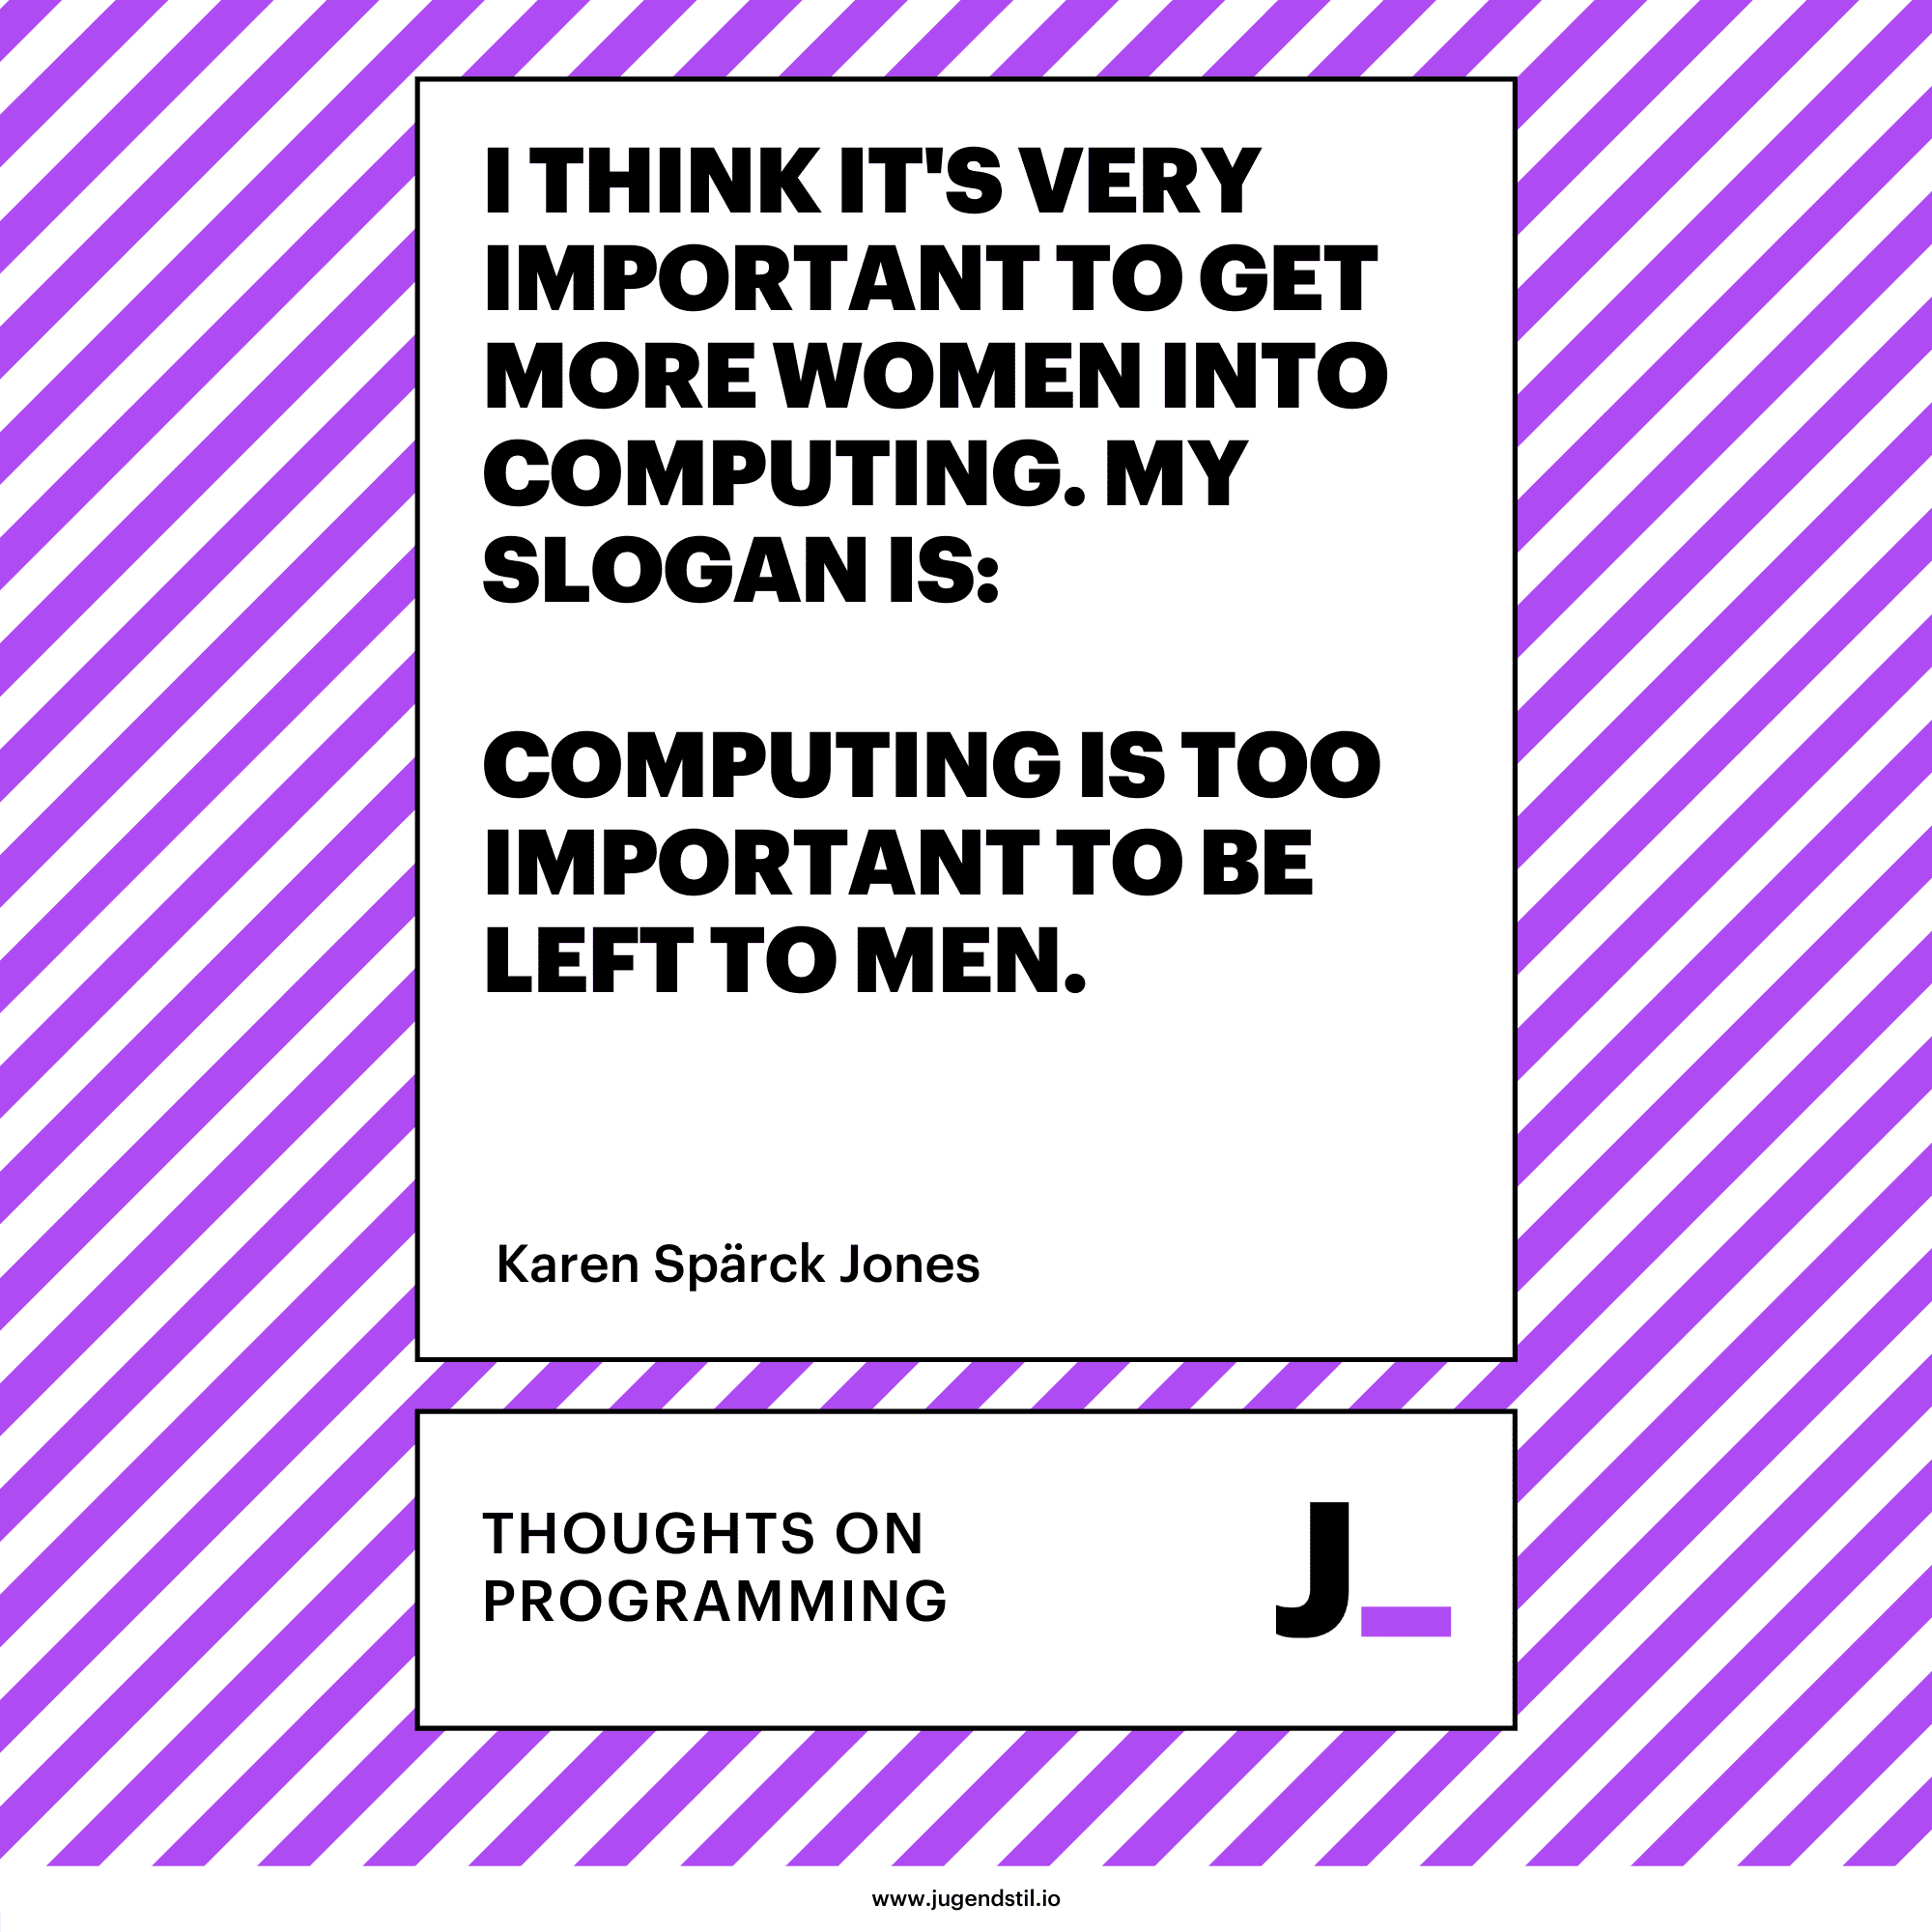 I THINK IT'S VERY
IMPORTANT TO GET
MORE WOMEN INTO
COMPUTING. MY
SLOGAN IS:
COMPUTING IS TOO
IMPORTANT TO BE
LEFT TO MEN.
Karen Spärck Jones
THOUGHTS ON
PROGRAMMING
J_
www.jugendstil.io